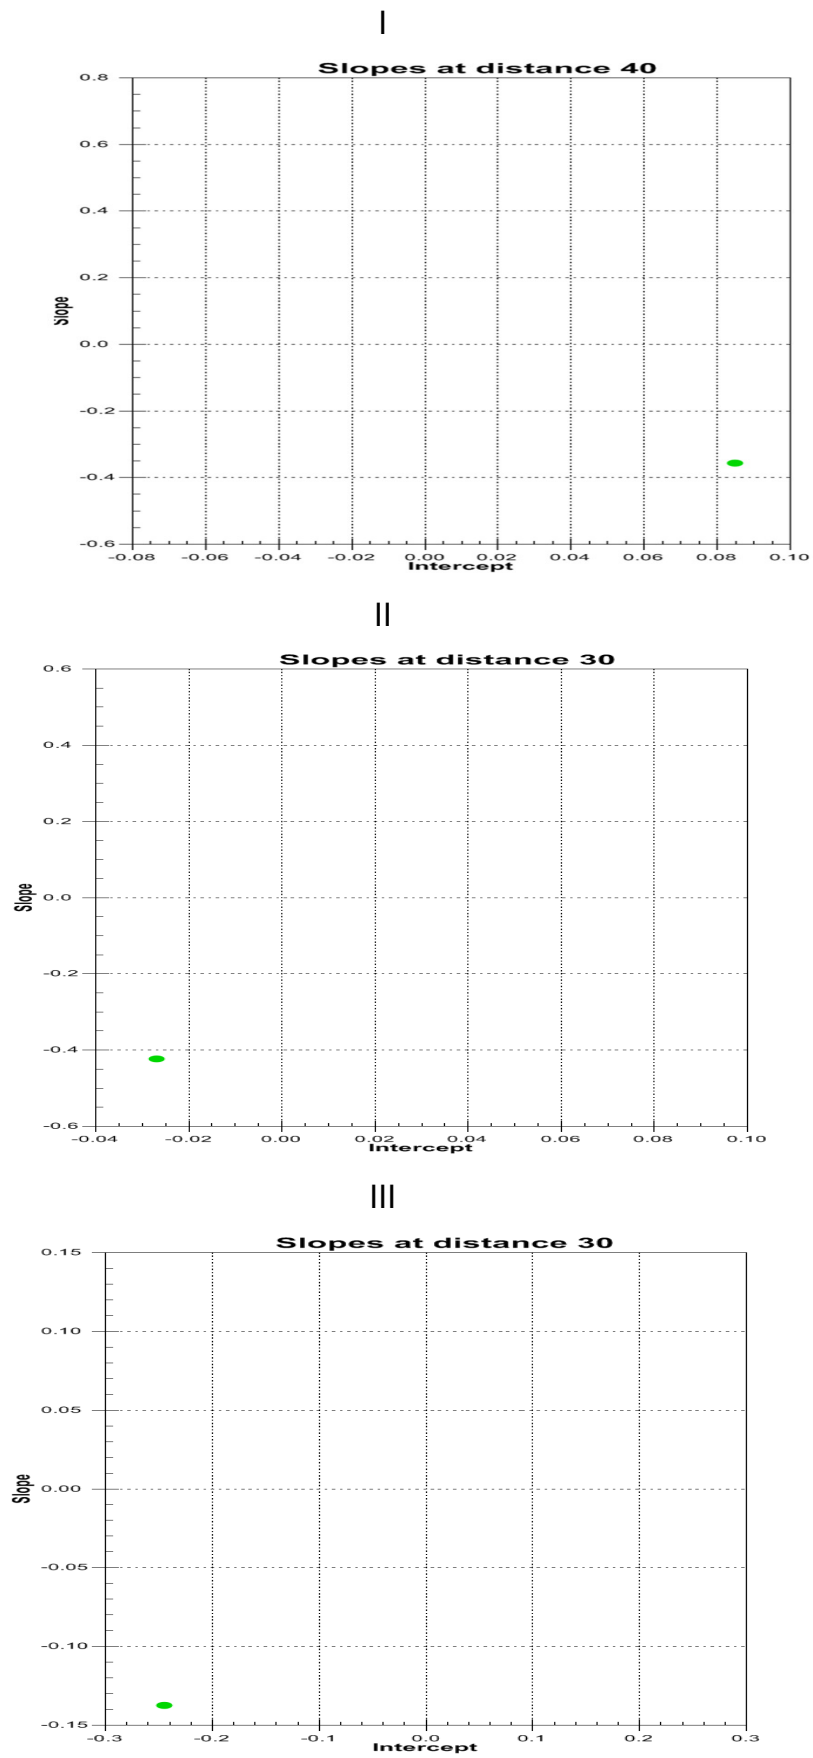 I
Slopes at distance 40
0.8
0.6
0.4
0.2
0.0
-0.2
-0.4
-0.6
Slope
-0.08 -0.06 -0.04 -0.02 0.00 0.02 0.04 0.06 0.08 0.10
Intercept
II
Slopes at distance 30
0.6
0.4
0.2
0.0
-0.2
-0.4
-0.6
Slope
-0.04 -0.02 0.00 0.02 0.04 0.06 0.08 0.10
Intercept
III
Slopes at distance 30
0.15
0.10
0.05
0.00
-0.05
-0.10
-0.15
Slope
-0.3 -0.2 -0.1 0.0 0.1 0.2 0.3
Intercept